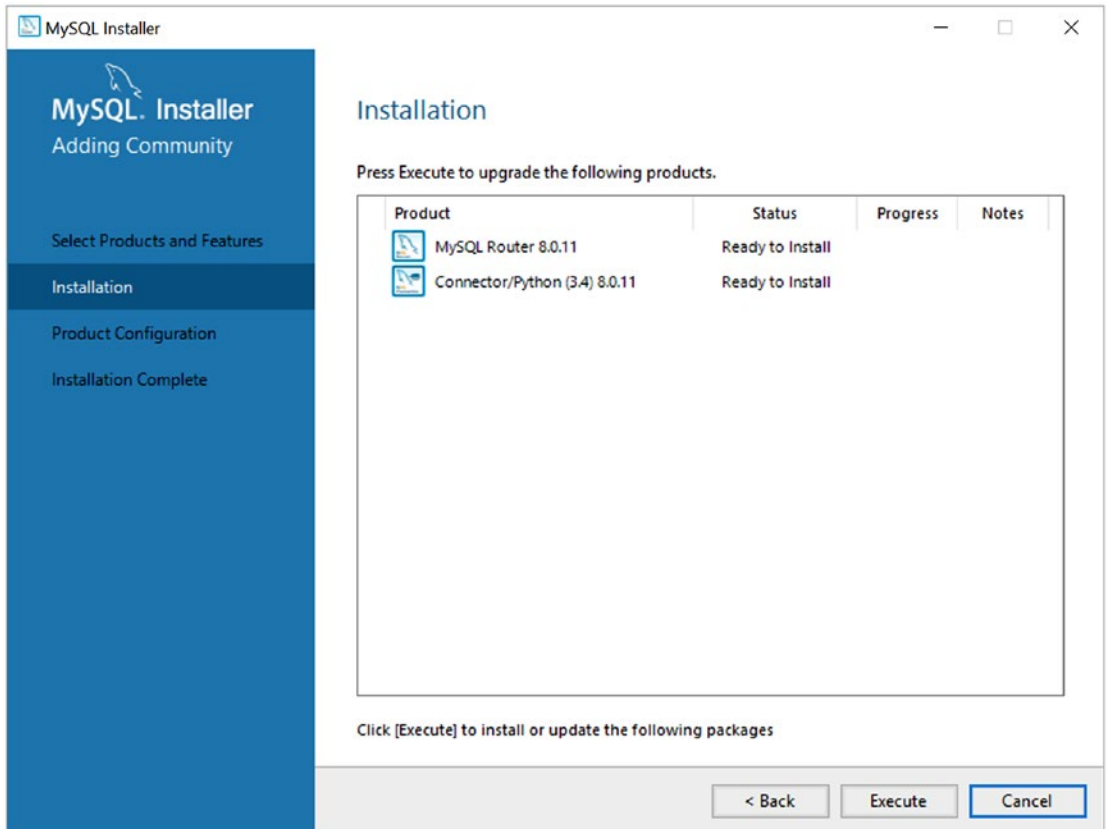 MySQL Installer
MySQL. Installer
Adding Community
Select Products and Features
Installation
Product Configuration
Installation Complete
Installation
Press Execute to upgrade the following products.
Product Status Progress Notes
MySQL Router 8.0.11 Ready to Install
Connector/Python (3.4) 8.0.11 Ready to Install
Click [Execute] to install or update the following packages
< Back Execute Cancel